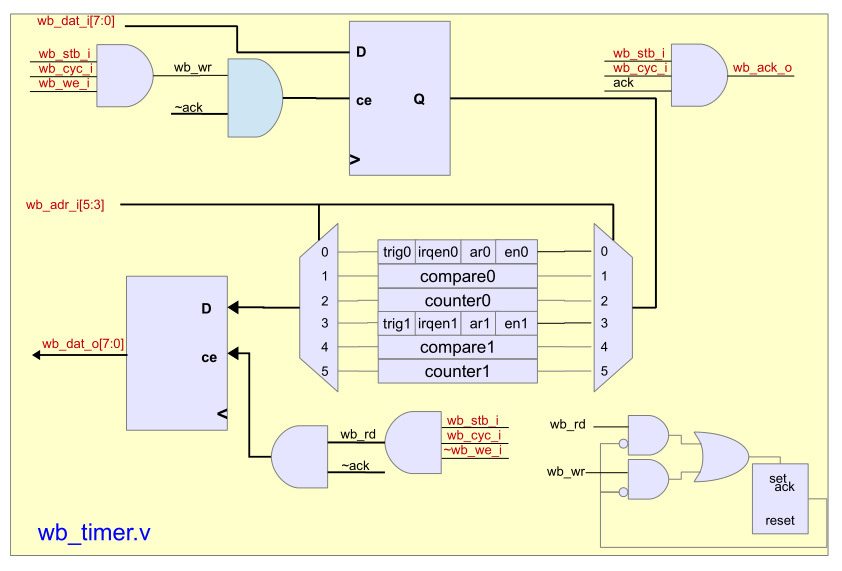 wb_dat_i[7:0]
wb_stb_i
wb_cyc_i
wb_we_i
wb_wr
~ack
D
ce
Q
>
wb_stb_i
wb_cyc_i
ack
wb_ack_o
wb_adr_i[5:3]
0 trig0 irqen0 ar0 en0 0
1 compare0 1
2 counter0 2
3 trig1 irqen1 ar1 en1 3
4 compare1 4
5 counter1 5
D
ce
<
wb_dat_o[7:0]
wb_rd
~ack
wb_stb_i
wb_cyc_i
~wb_we_i
wb_rd
wb_wr
set
ack
reset
wb_timer.v